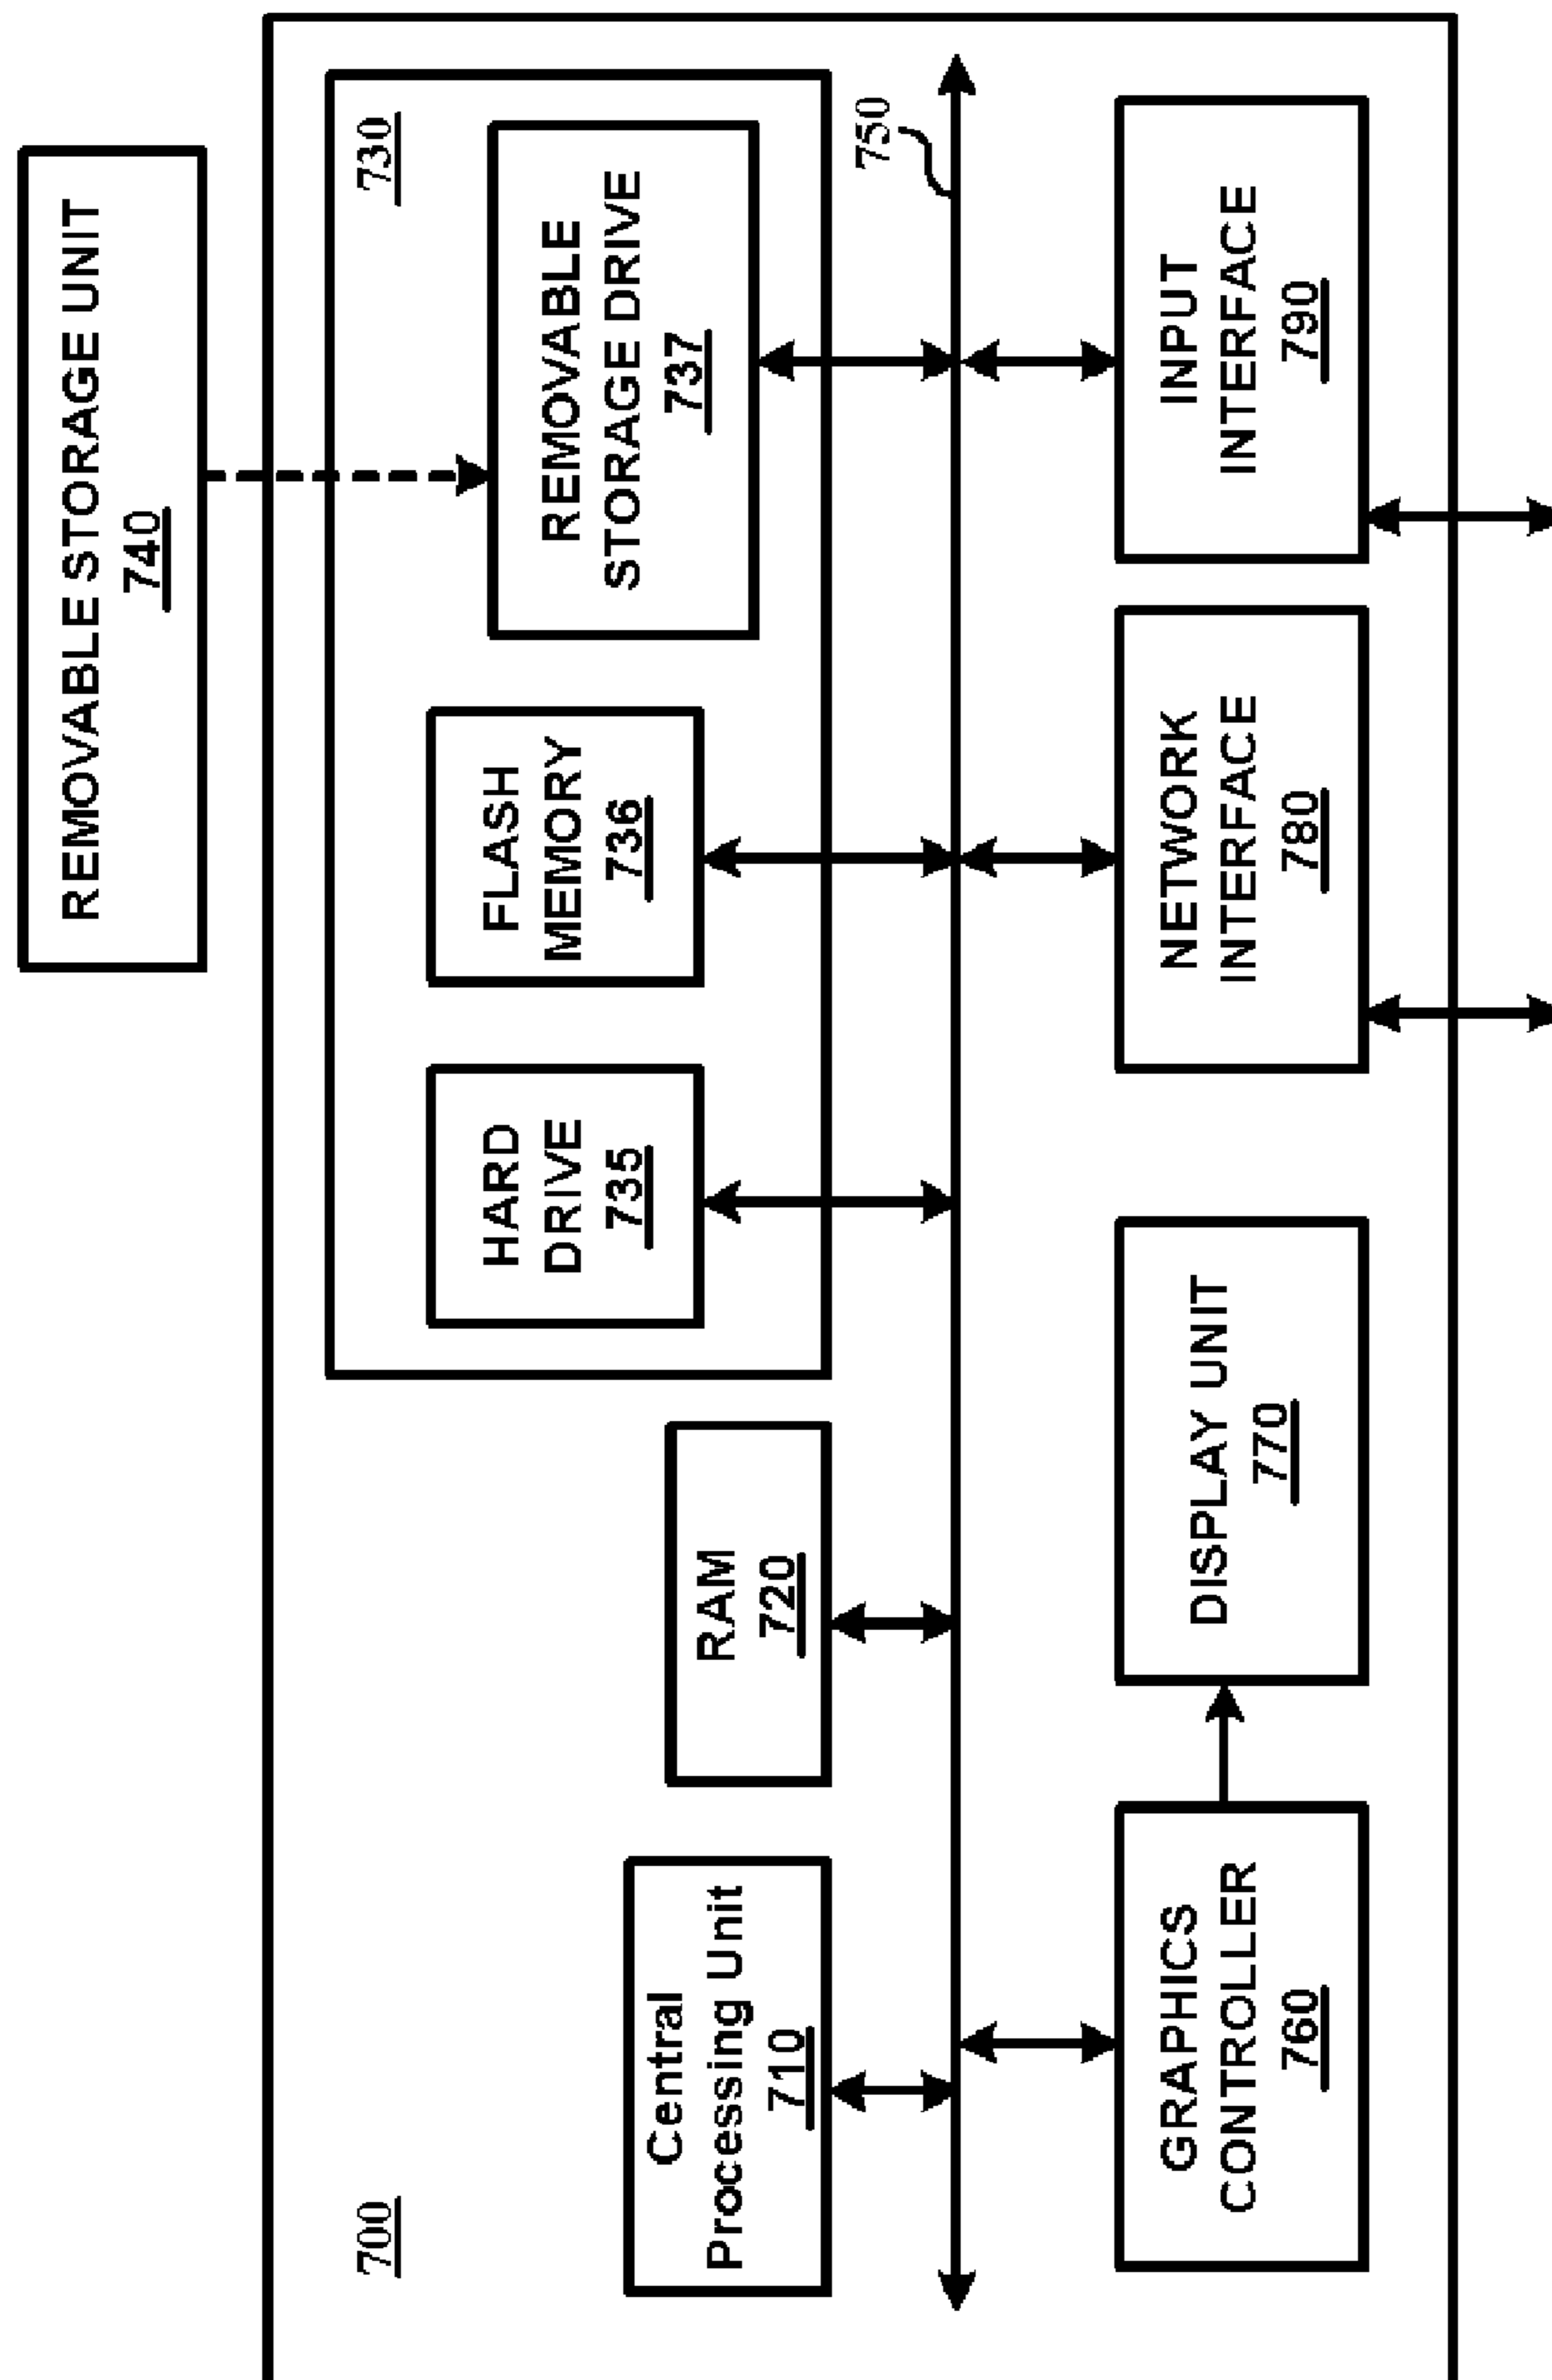 REMOVABLE STORAGE UNIT
740
700
730
HARD
DRIVE
735
FLASH
MEMORY
736
REMOVABLE
STORAGE DRIVE
737
Central
Processing Unit
710
RAM
720
750
GRAPHICS
CONTROLLER
760
DISPLAY UNIT
770
NETWORK
INTERFACE
780
INPUT
INTERFACE
790